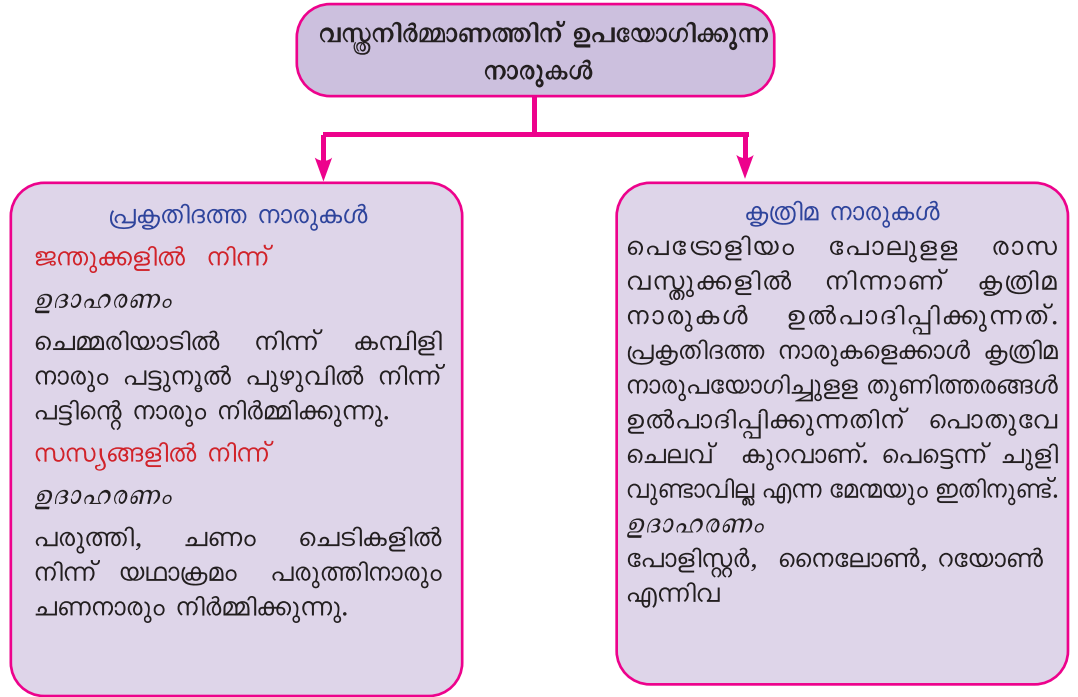 വസ്ത്രനിർമ്മാണത്തിന് ഉപയോഗിക്കുന്ന
നാരുകൾ
പ്രകൃതിദത്ത നാരുകൾ
ജന്തുക്കളിൽ നിന്ന്
ഉദാഹരണം
ചെമ്മരിയാടിൽ നിന്ന് കമ്പിളി
നാരും പട്ടുനൂൽ പുഴുവിൽ നിന്ന്
പട്ടിന്റെ നാരും നിർമ്മിക്കുന്നു.
സസ്യങ്ങളിൽ നിന്ന്
ഉദാഹരണം
പരുത്തി, ചണം ചെടികളിൽ
നിന്ന് യഥാക്രമം പരുത്തിനാരും
ചണനാരും നിർമ്മിക്കുന്നു.
കൃത്രിമ നാരുകൾ
പെട്രോളിയം പോലുളള രാസ
വസ്തുക്കളിൽ നിന്നാണ് കൃത്രിമ
നാരുകൾ ഉൽപാദിപ്പിക്കുന്നത്.
പ്രകൃതിദത്ത നാരുകളെക്കാൾ കൃത്രിമ
നാരുപയോഗിച്ചുളള തുണിത്തരങ്ങൾ
ഉൽപാദിപ്പിക്കുന്നതിന് പൊതുവേ
ചെലവ് കുറവാണ്. പെട്ടെന്ന് ചുളി
വുണ്ടാവില്ല എന്ന മേന്മയും ഇതിനുണ്ട്.
ഉദാഹരണം
പോളിസ്റ്റർ, നൈലോൺ, റയോൺ
എന്നിവ